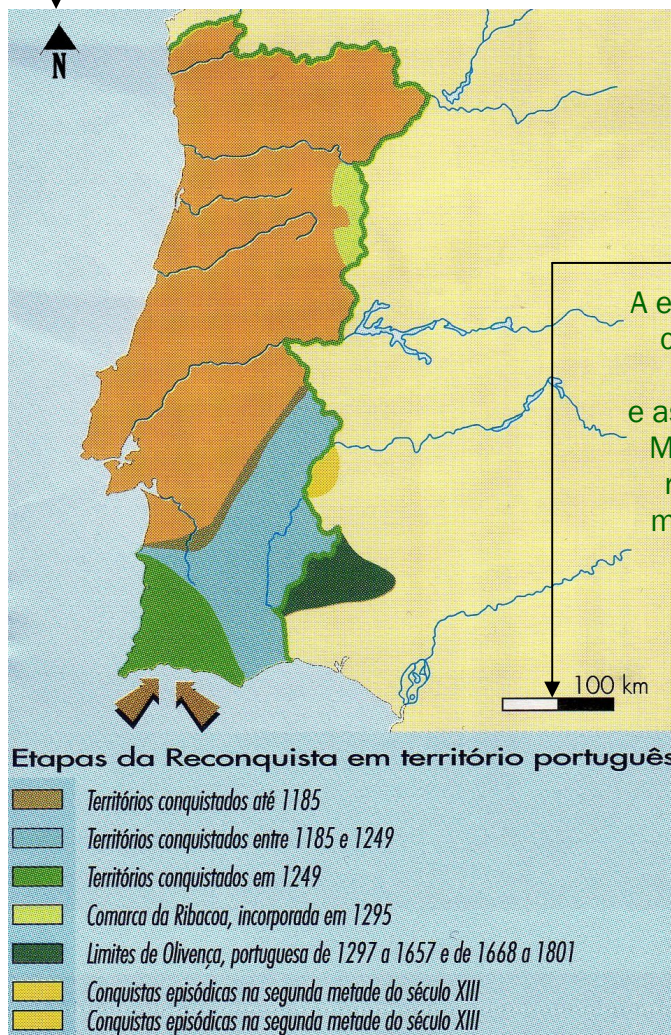 N
A e
c
e as
M
r
m
100 km
Etapas da Reconquista em território português
Territórios conquistados até 1185
Territórios conquistados entre 1185 e 1249
Territórios conquistados em 1249
Comarca da Ribacoa, incorporada em 1295
Limites de Olivença, portuguesa de 1297 a 1657 e de 1668 a 1801
Conquistas episódicas na segunda metade do século XIII
Conquistas episódicas na segunda metade do século XIII